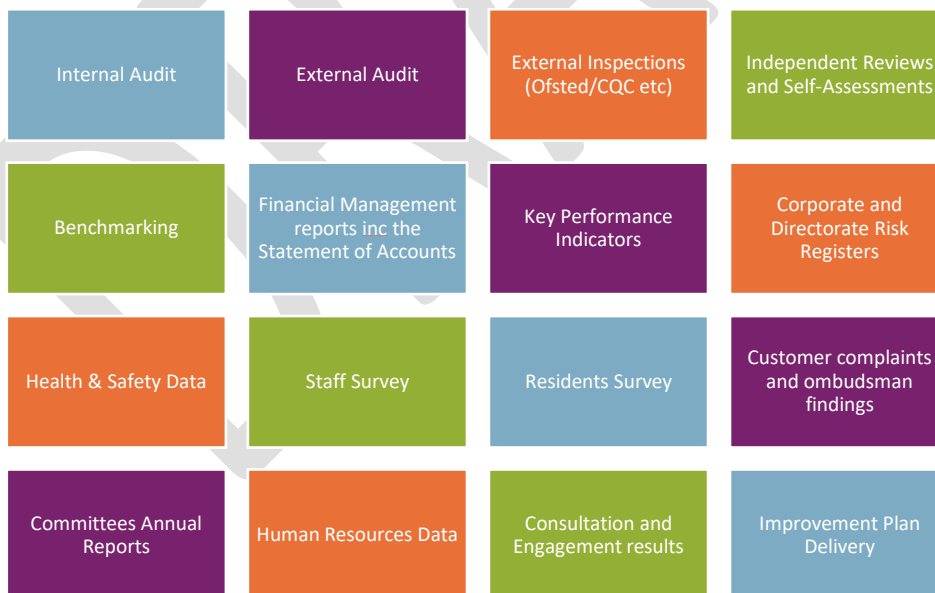 Internal Audit
External Audit
External Inspections
(Ofsted/CQC etc)
Independent Reviews
and Self-Assessments
Benchmarking
Financial Management
reports inc the
Statement of Accounts
Key Performance
Indicators
Corporate and
Directorate Risk
Registers
Health & Safety Data
Staff Survey
Residents Survey
Customer complaints
and ombudsman
findings
Committees Annual
Reports
Human Resources Data
Consultation and
Engagement results
Improvement Plan
Delivery